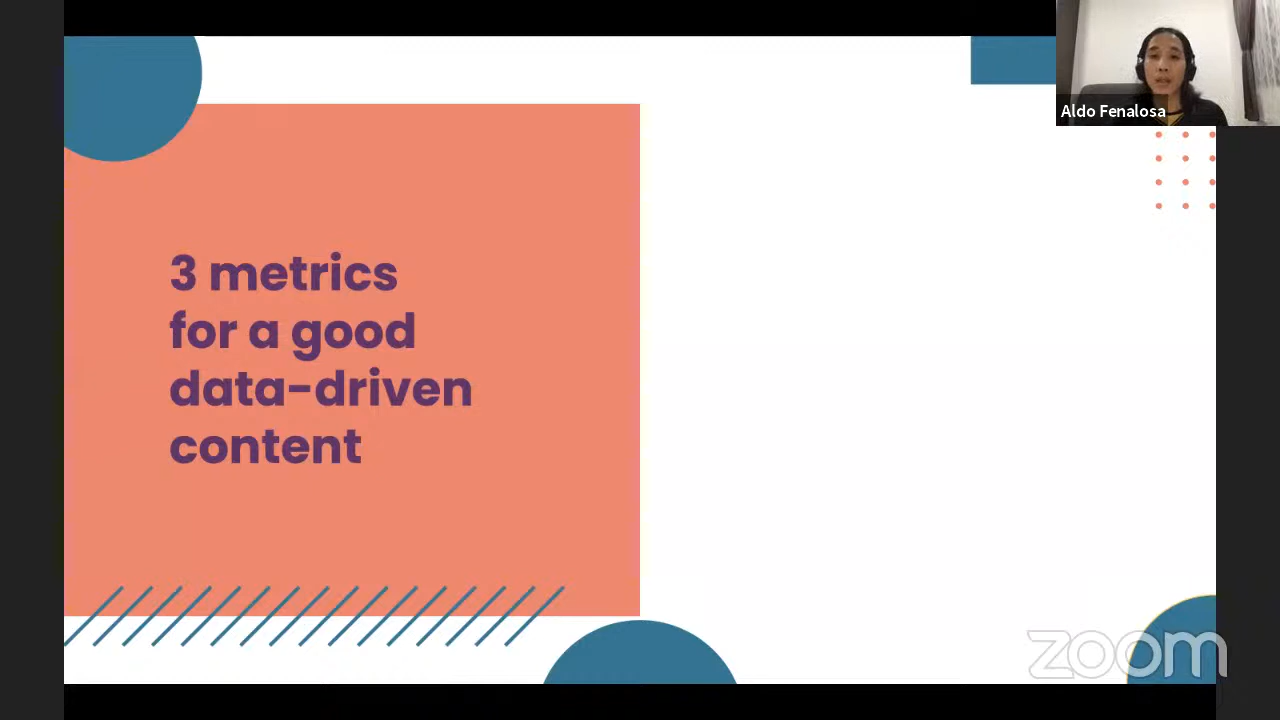 Aldo Fenalosa
3 metrics
for a good
data-driven
content
zoom